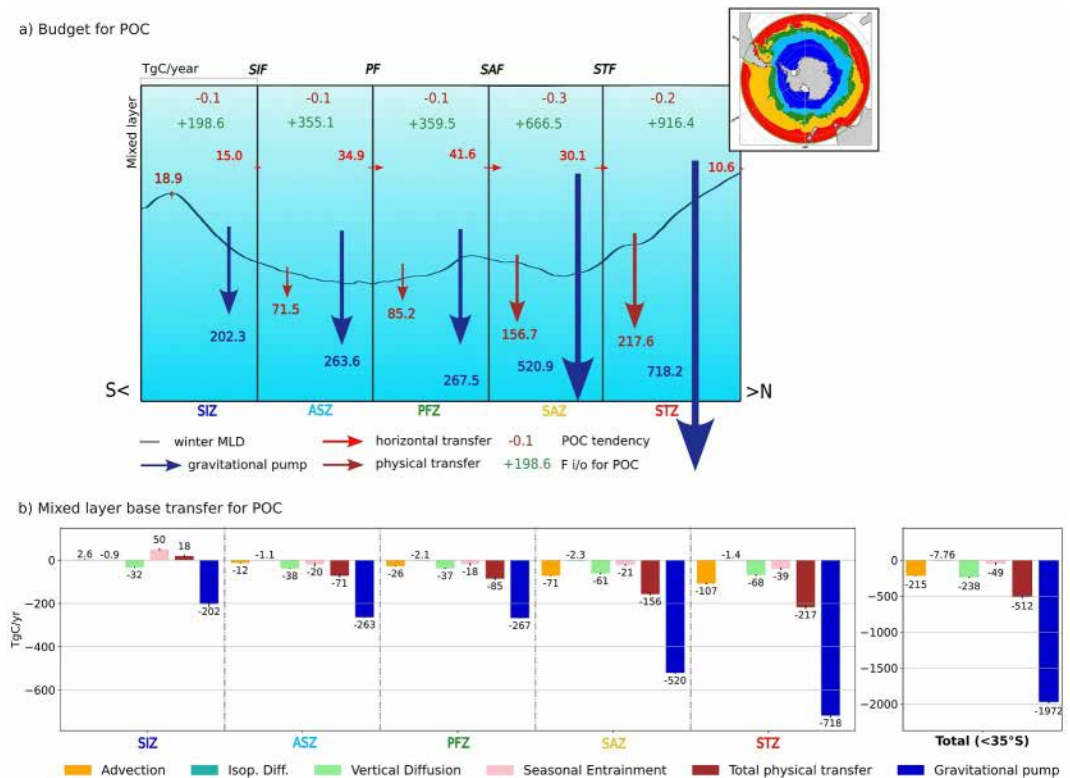 a) Budget for POC
TgC/year SIF PF SAF STF
Mixed layer
-0.1 -0.1 -0.1 -0.3 -0.2
+198.6 +355.1 +359.5 +666.5 +916.4
15.0 34.9 41.6 30.1 10.6
18.9
71.5 85.2 156.7 217.6
202.3 263.6 267.5 520.9 718.2
S< >N
SIZ ASZ PFZ SAZ STZ
winter MLD horizontal transfer -0.1 POC tendency
gravitational pump physical transfer +198.6 F i/o for POC
b) Mixed layer base transfer for POC
TgC/yr
0
−200
−400
−600
2.6 -0.9 -32 50 18 -202
-12 -1.1 -38 -20 -71 -263
-26 -2.1 -37 -18 -85 -267
-71 -2.3 -61 -21 -156 -520
-107 -1.4 -68 -39 -217 -718
0
−500
−1000
−1500
−2000
-215 -7.76 -238 -49 -512 -1972
SIZ ASZ PFZ SAZ STZ Total (<35°S)
Advection Isop. Diff. Vertical Diffusion Seasonal Entrainment Total physical transfer Gravitational pump